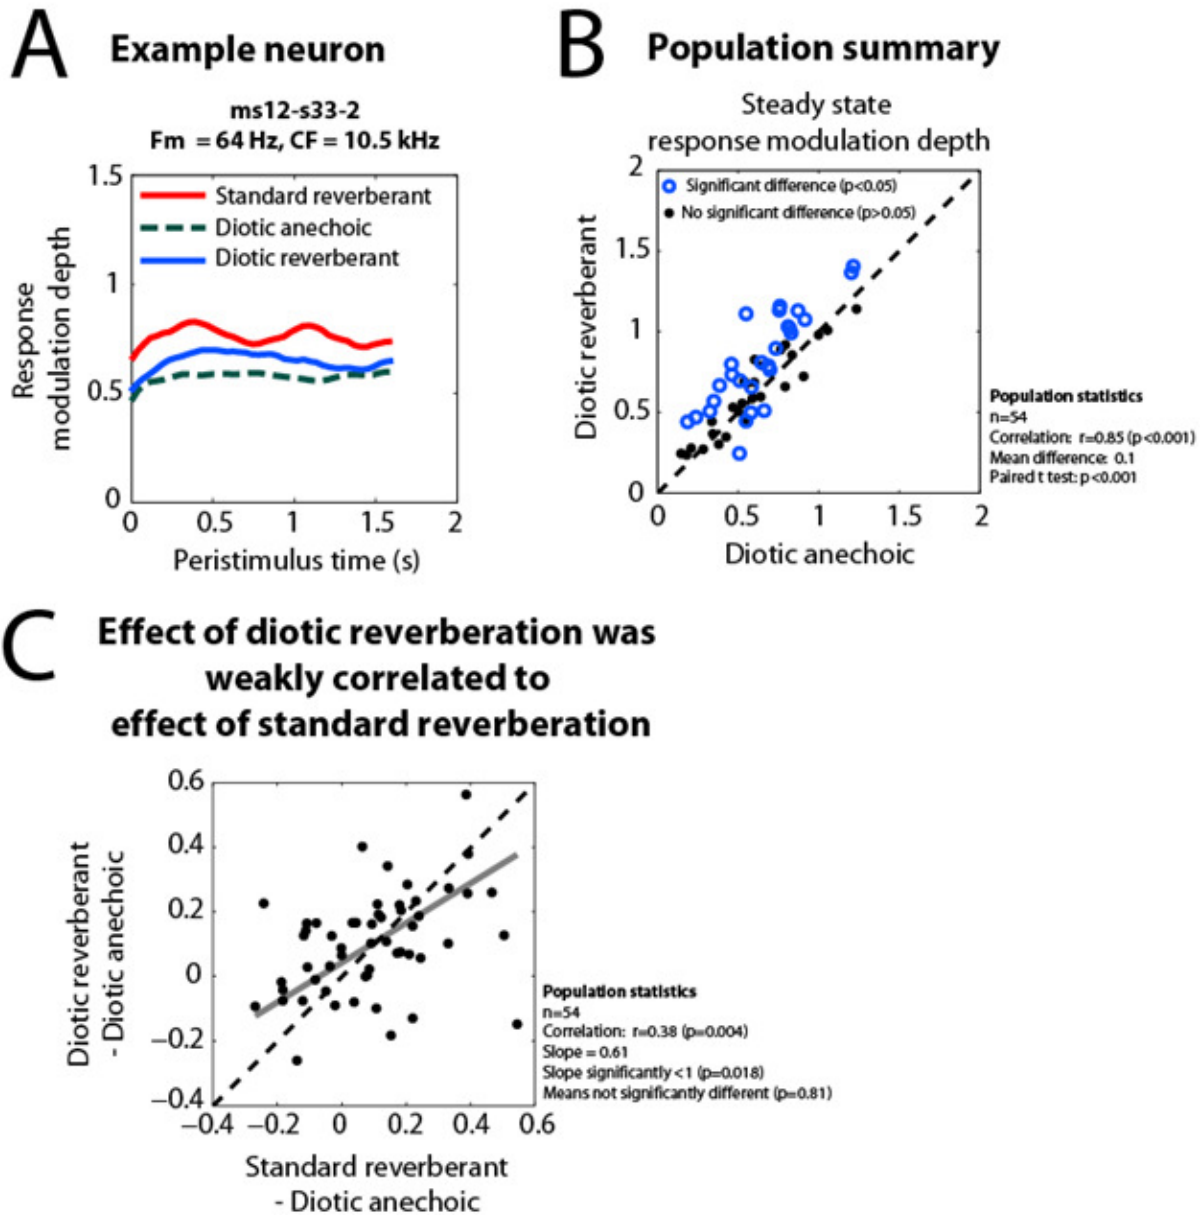 A
Example neuron
ms12-s33-2
Fm = 64 Hz, CF = 10.5 kHz
Response
modulation depth
1.5
1
0.5
0
Standard reverberant
Diotic anechoic
Diotic reverberant
0 0.5 1 1.5 2
Peristimulus time (s)
B
Population summary
Steady state
response modulation depth
Diotic reverberant
2
1.5
1
0.5
0
Significant difference (p<0.05)
No significant difference (p>0.05)
0 0.5 1 1.5 2
Diotic anechoic
Population statistics
n=54
Correlation: r=0.85 (p<0.001)
Mean difference: 0.1
Paired t test: p<0.001
C
Effect of diotic reverberation was
weakly correlated to
effect of standard reverberation
Diotic reverberant
- Diotic anechoic
0.6
0.4
0.2
0
−0.2
−0.4
−0.4 −0.2 0 0.2 0.4 0.6
Standard reverberant
- Diotic anechoic
Population statistics
n=54
Correlation: r=0.38 (p=0.004)
Slope = 0.61
Slope significantly <1 (p=0.018)
Means not significantly different (p=0.81)